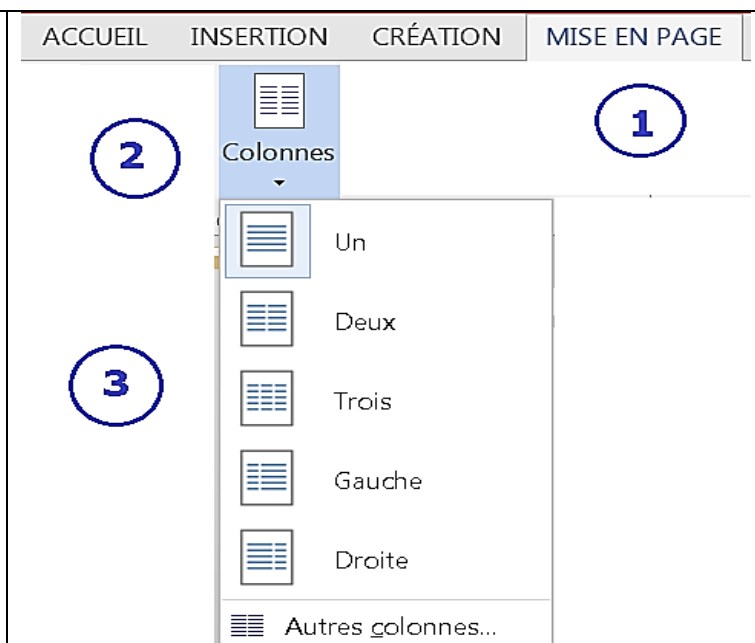 ACCUEIL INSERTION CRÉATION MISE EN PAGE
1
2
Colonnes
Un
Deux
3
Trois
Gauche
Droite
Autres colonnes...